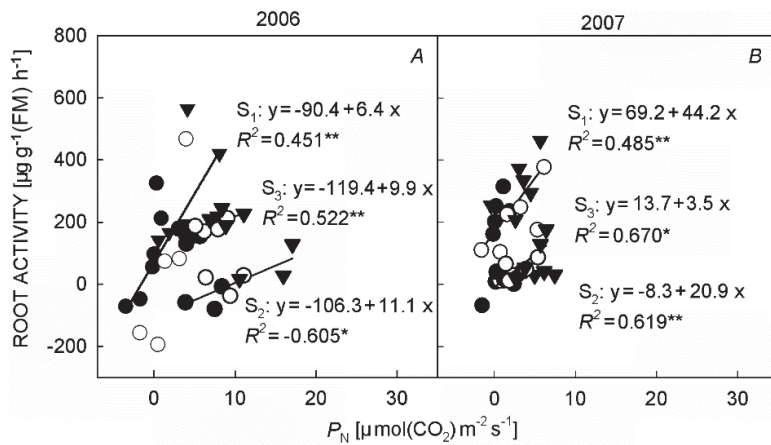 2006
2007
ROOT ACTIVITY [µg g⁻¹(FM) h⁻¹]
800
600
400
200
0
-200
A
S₁: y=-90.4+6.4 x
R²=0.451**
S₃: y=-119.4+9.9 x
R²=0.522**
S₂: y=-106.3+11.1 x
R²=-0.605*
B
S₁: y=69.2+44.2 x
R²=0.485**
S₃: y=13.7+3.5 x
R²=0.670*
S₂: y=-8.3+20.9 x
R²=0.619**
0 10 20 30
0 10 20 30
P_N [µmol(CO₂) m⁻² s⁻¹]